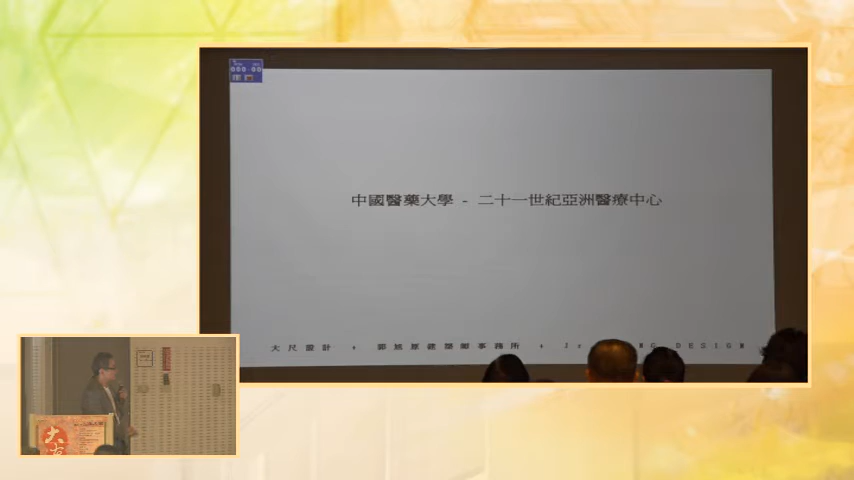 中國醫藥大學 - 二十一世紀亞洲醫療中心
大尺設計 + 郭旭原建築師事務所 +
DESIGN
大